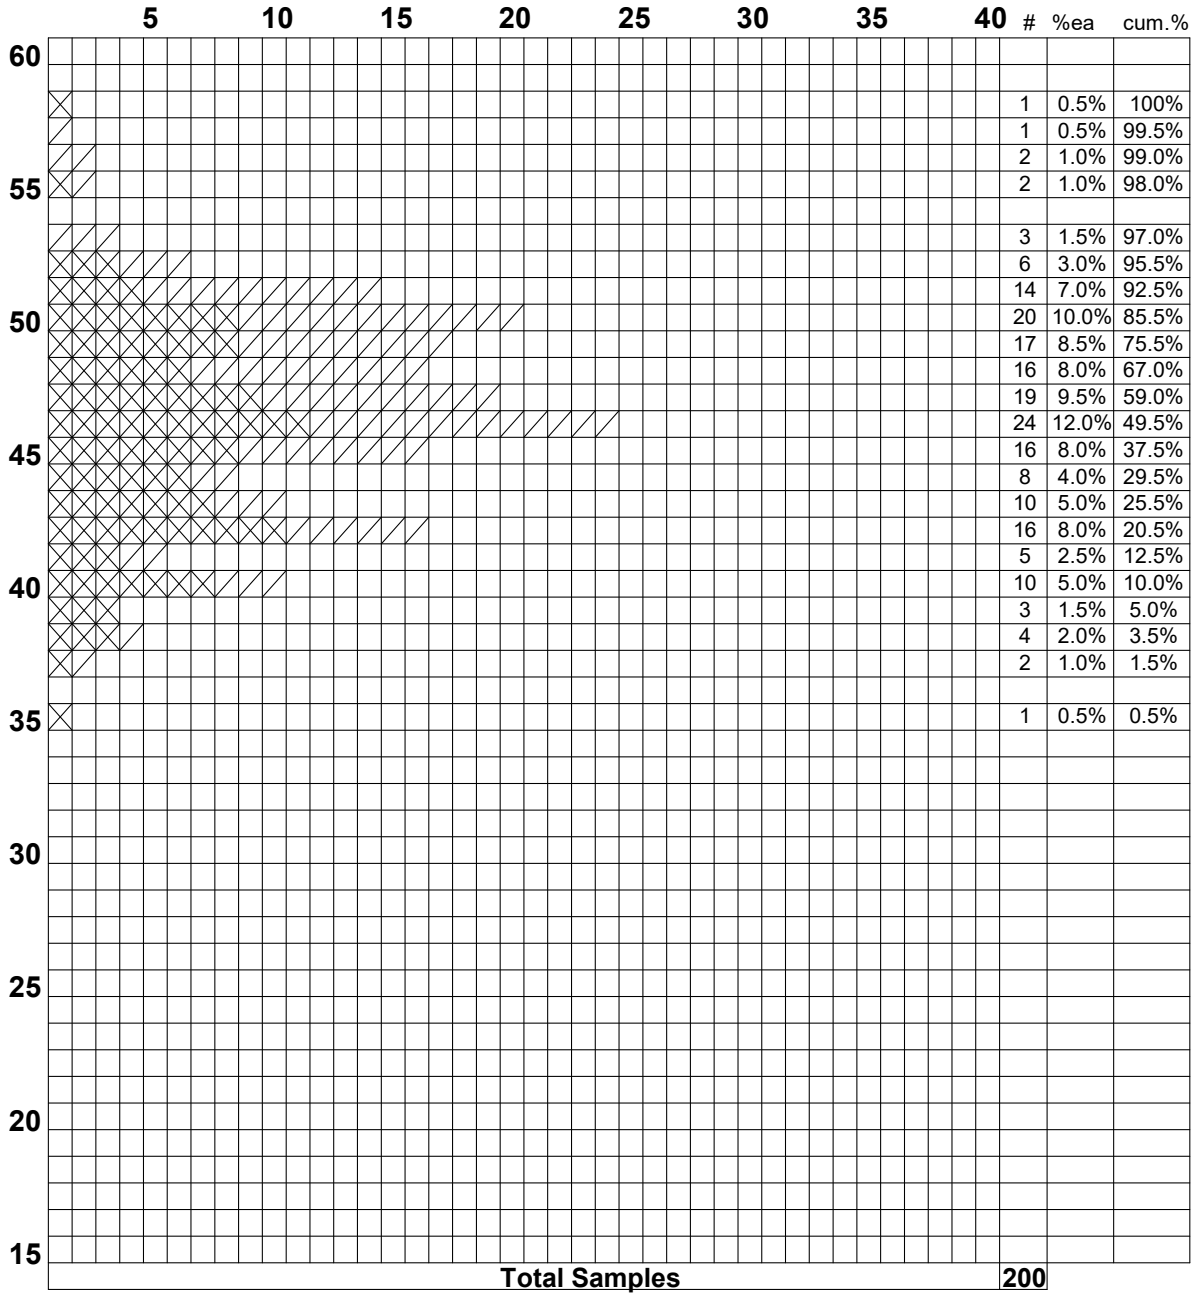 5 10 15 20 25 30 35 40 # %ea cum.%
60
1 0.5% 100%
1 0.5% 99.5%
2 1.0% 99.0%
55 2 1.0% 98.0%
3 1.5% 97.0%
6 3.0% 95.5%
14 7.0% 92.5%
50 20 10.0% 85.5%
17 8.5% 75.5%
16 8.0% 67.0%
19 9.5% 59.0%
24 12.0% 49.5%
45 16 8.0% 37.5%
8 4.0% 29.5%
10 5.0% 25.5%
16 8.0% 20.5%
5 2.5% 12.5%
40 10 5.0% 10.0%
3 1.5% 5.0%
4 2.0% 3.5%
2 1.0% 1.5%
35 1 0.5% 0.5%
30
25
20
15
Total Samples 200